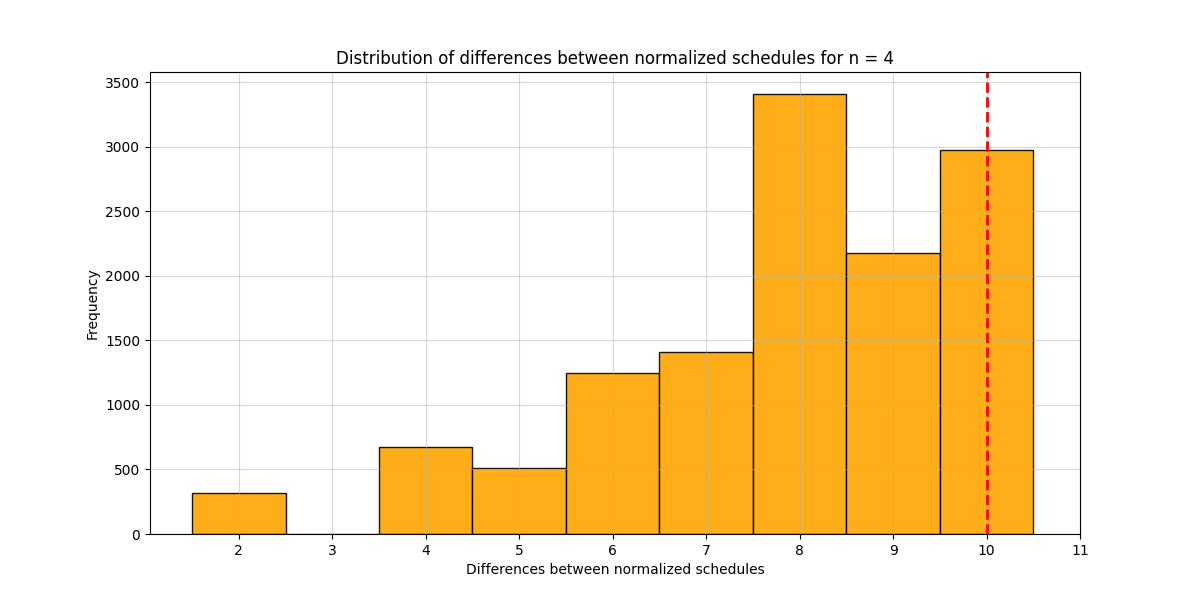 Distribution of differences between normalized schedules for n = 4
3500
3000
2500
2000
1500
1000
500
0
Frequency
2 3 4 5 6 7 8 9 10 11
Differences between normalized schedules